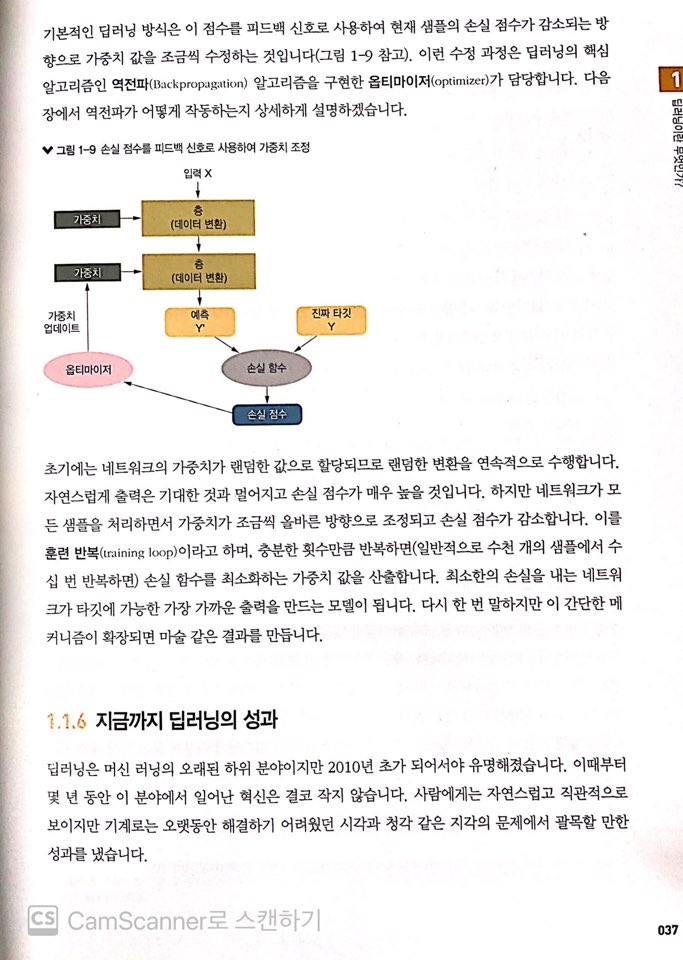 기본적인 딥러닝 방식은 이 점수를 피드백 신호로 사용하여 현재 샘플의 손실 점수가 감소되는 방
향으로 가중치 값을 조금씩 수정하는 것입니다(그림 1-9 참고). 이런 수정 과정은 딥러닝의 핵심
알고리즘인 역전파(Backpropagation) 알고리즘을 구현한 옵티마이저(optimizer)가 담당합니다. 다음
장에서 역전파가 어떻게 작동하는지 상세하게 설명하겠습니다.
1
딥러닝이란 무엇인가?
▼ 그림 1-9 손실 점수를 피드백 신호로 사용하여 가중치 조정
입력 X
가중치
층
(데이터 변환)
가중치
층
(데이터 변환)
가중치
업데이트
예측
Y'
진짜 타깃
Y
옵티마이저
손실 함수
손실 점수
초기에는 네트워크의 가중치가 랜덤한 값으로 할당되므로 랜덤한 변환을 연속적으로 수행합니다.
자연스럽게 출력은 기대한 것과 멀어지고 손실 점수가 매우 높을 것입니다. 하지만 네트워크가 모
든 샘플을 처리하면서 가중치가 조금씩 올바른 방향으로 조정되고 손실 점수가 감소합니다. 이를
훈련 반복(training loop)이라고 하며, 충분한 횟수만큼 반복하면(일반적으로 수천 개의 샘플에서 수
십 번 반복하면) 손실 함수를 최소화하는 가중치 값을 산출합니다. 최소한의 손실을 내는 네트워
크가 타깃에 가능한 가장 가까운 출력을 만드는 모델이 됩니다. 다시 한 번 말하지만 이 간단한 메
커니즘이 확장되면 마술 같은 결과를 만듭니다.
1.1.6 지금까지 딥러닝의 성과
딥러닝은 머신 러닝의 오래된 하위 분야이지만 2010년 초가 되어서야 유명해졌습니다. 이때부터
몇 년 동안 이 분야에서 일어난 혁신은 결코 작지 않습니다. 사람에게는 자연스럽고 직관적으로
보이지만 기계로는 오랫동안 해결하기 어려웠던 시각과 청각 같은 지각의 문제에서 괄목할 만한
성과를 냈습니다.
CS CamScanner로 스캔하기
037